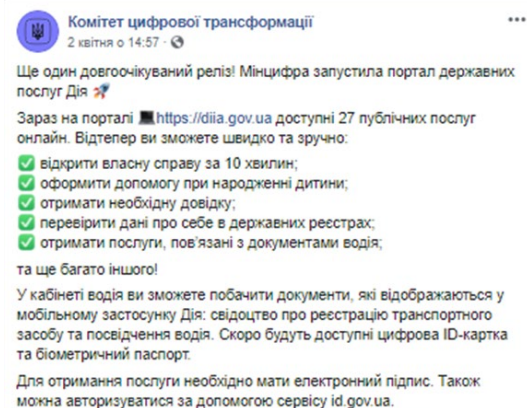 Комітет цифрової трансформації
2 квітня о 14:57 ·
Ще один довгоочікуваний реліз! Мінцифра запустила портал державних
послуг Дія 🚀
Зараз на порталі 💻https://diia.gov.ua доступні 27 публічних послуг
онлайн. Відтепер ви зможете швидко та зручно:
✅ відкрити власну справу за 10 хвилин;
✅ оформити допомогу при народженні дитини;
✅ отримати необхідну довідку;
✅ перевірити дані про себе в державних реєстрах;
✅ отримати послуги, пов'язані з документами водія;
та ще багато іншого!
У кабінеті водія ви зможете побачити документи, які відображаються у
мобільному застосунку Дія: свідоцтво про реєстрацію транспортного
засобу та посвідчення водія. Скоро будуть доступні цифрова ID-картка
та біометричний паспорт.
Для отримання послуги необхідно мати електронний підпис. Також
можна авторизуватися за допомогою сервісу id.gov.ua.